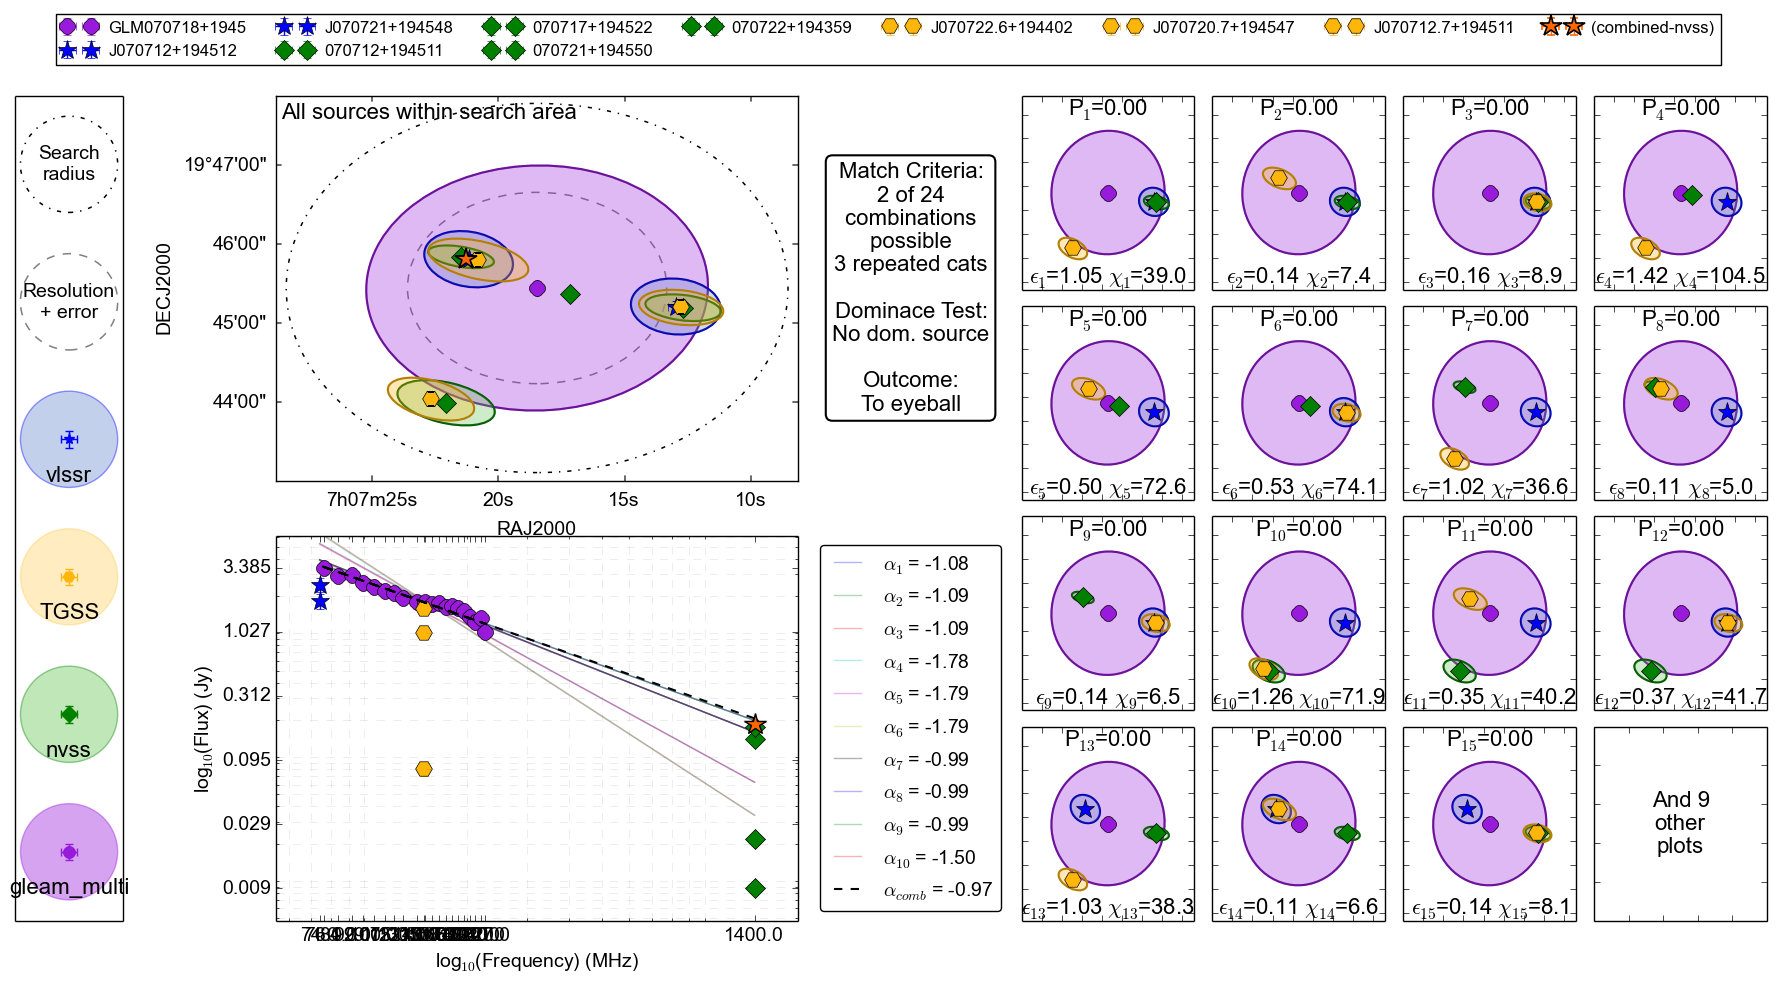 GLM070718+1945 J070721+194548 070717+194522 070722+194359 J070722.6+194402 J070720.7+194547 J070712.7+194511 (combined-nvss)
J070712+194512 070712+194511 070721+194550
Search
radius
Resolution
+ error
vlssr
TGSS
nvss
gleam_multi
All sources within search area
DECJ2000
19°47'00"
46'00"
45'00"
44'00"
7h07m25s 20s 15s 10s
RAJ2000
Match Criteria:
2 of 24
combinations
possible
3 repeated cats
Dominace Test:
No dom. source
Outcome:
To eyeball
log10(Flux) (Jy)
3.385
1.027
0.312
0.095
0.029
0.009
1400.0
log10(Frequency) (MHz)
α1 = -1.08
α2 = -1.09
α3 = -1.09
α4 = -1.78
α5 = -1.79
α6 = -1.79
α7 = -0.99
α8 = -0.99
α9 = -0.99
α10 = -1.50
αcomb = -0.97
P1=0.00 P2=0.00 P3=0.00 P4=0.00
ϵ1=1.05 χ1=39.0 ϵ2=0.14 χ2=7.4 ϵ3=0.16 χ3=8.9 ϵ4=1.42 χ4=104.5
P5=0.00 P6=0.00 P7=0.00 P8=0.00
ϵ5=0.50 χ5=72.6 ϵ6=0.53 χ6=74.1 ϵ7=1.02 χ7=36.6 ϵ8=0.11 χ8=5.0
P9=0.00 P10=0.00 P11=0.00 P12=0.00
ϵ9=0.14 χ9=6.5 ϵ10=1.26 χ10=71.9 ϵ11=0.35 χ11=40.2 ϵ12=0.37 χ12=41.7
P13=0.00 P14=0.00 P15=0.00
ϵ13=1.03 χ13=38.3 ϵ14=0.11 χ14=6.6 ϵ15=0.14 χ15=8.1
And 9
other
plots